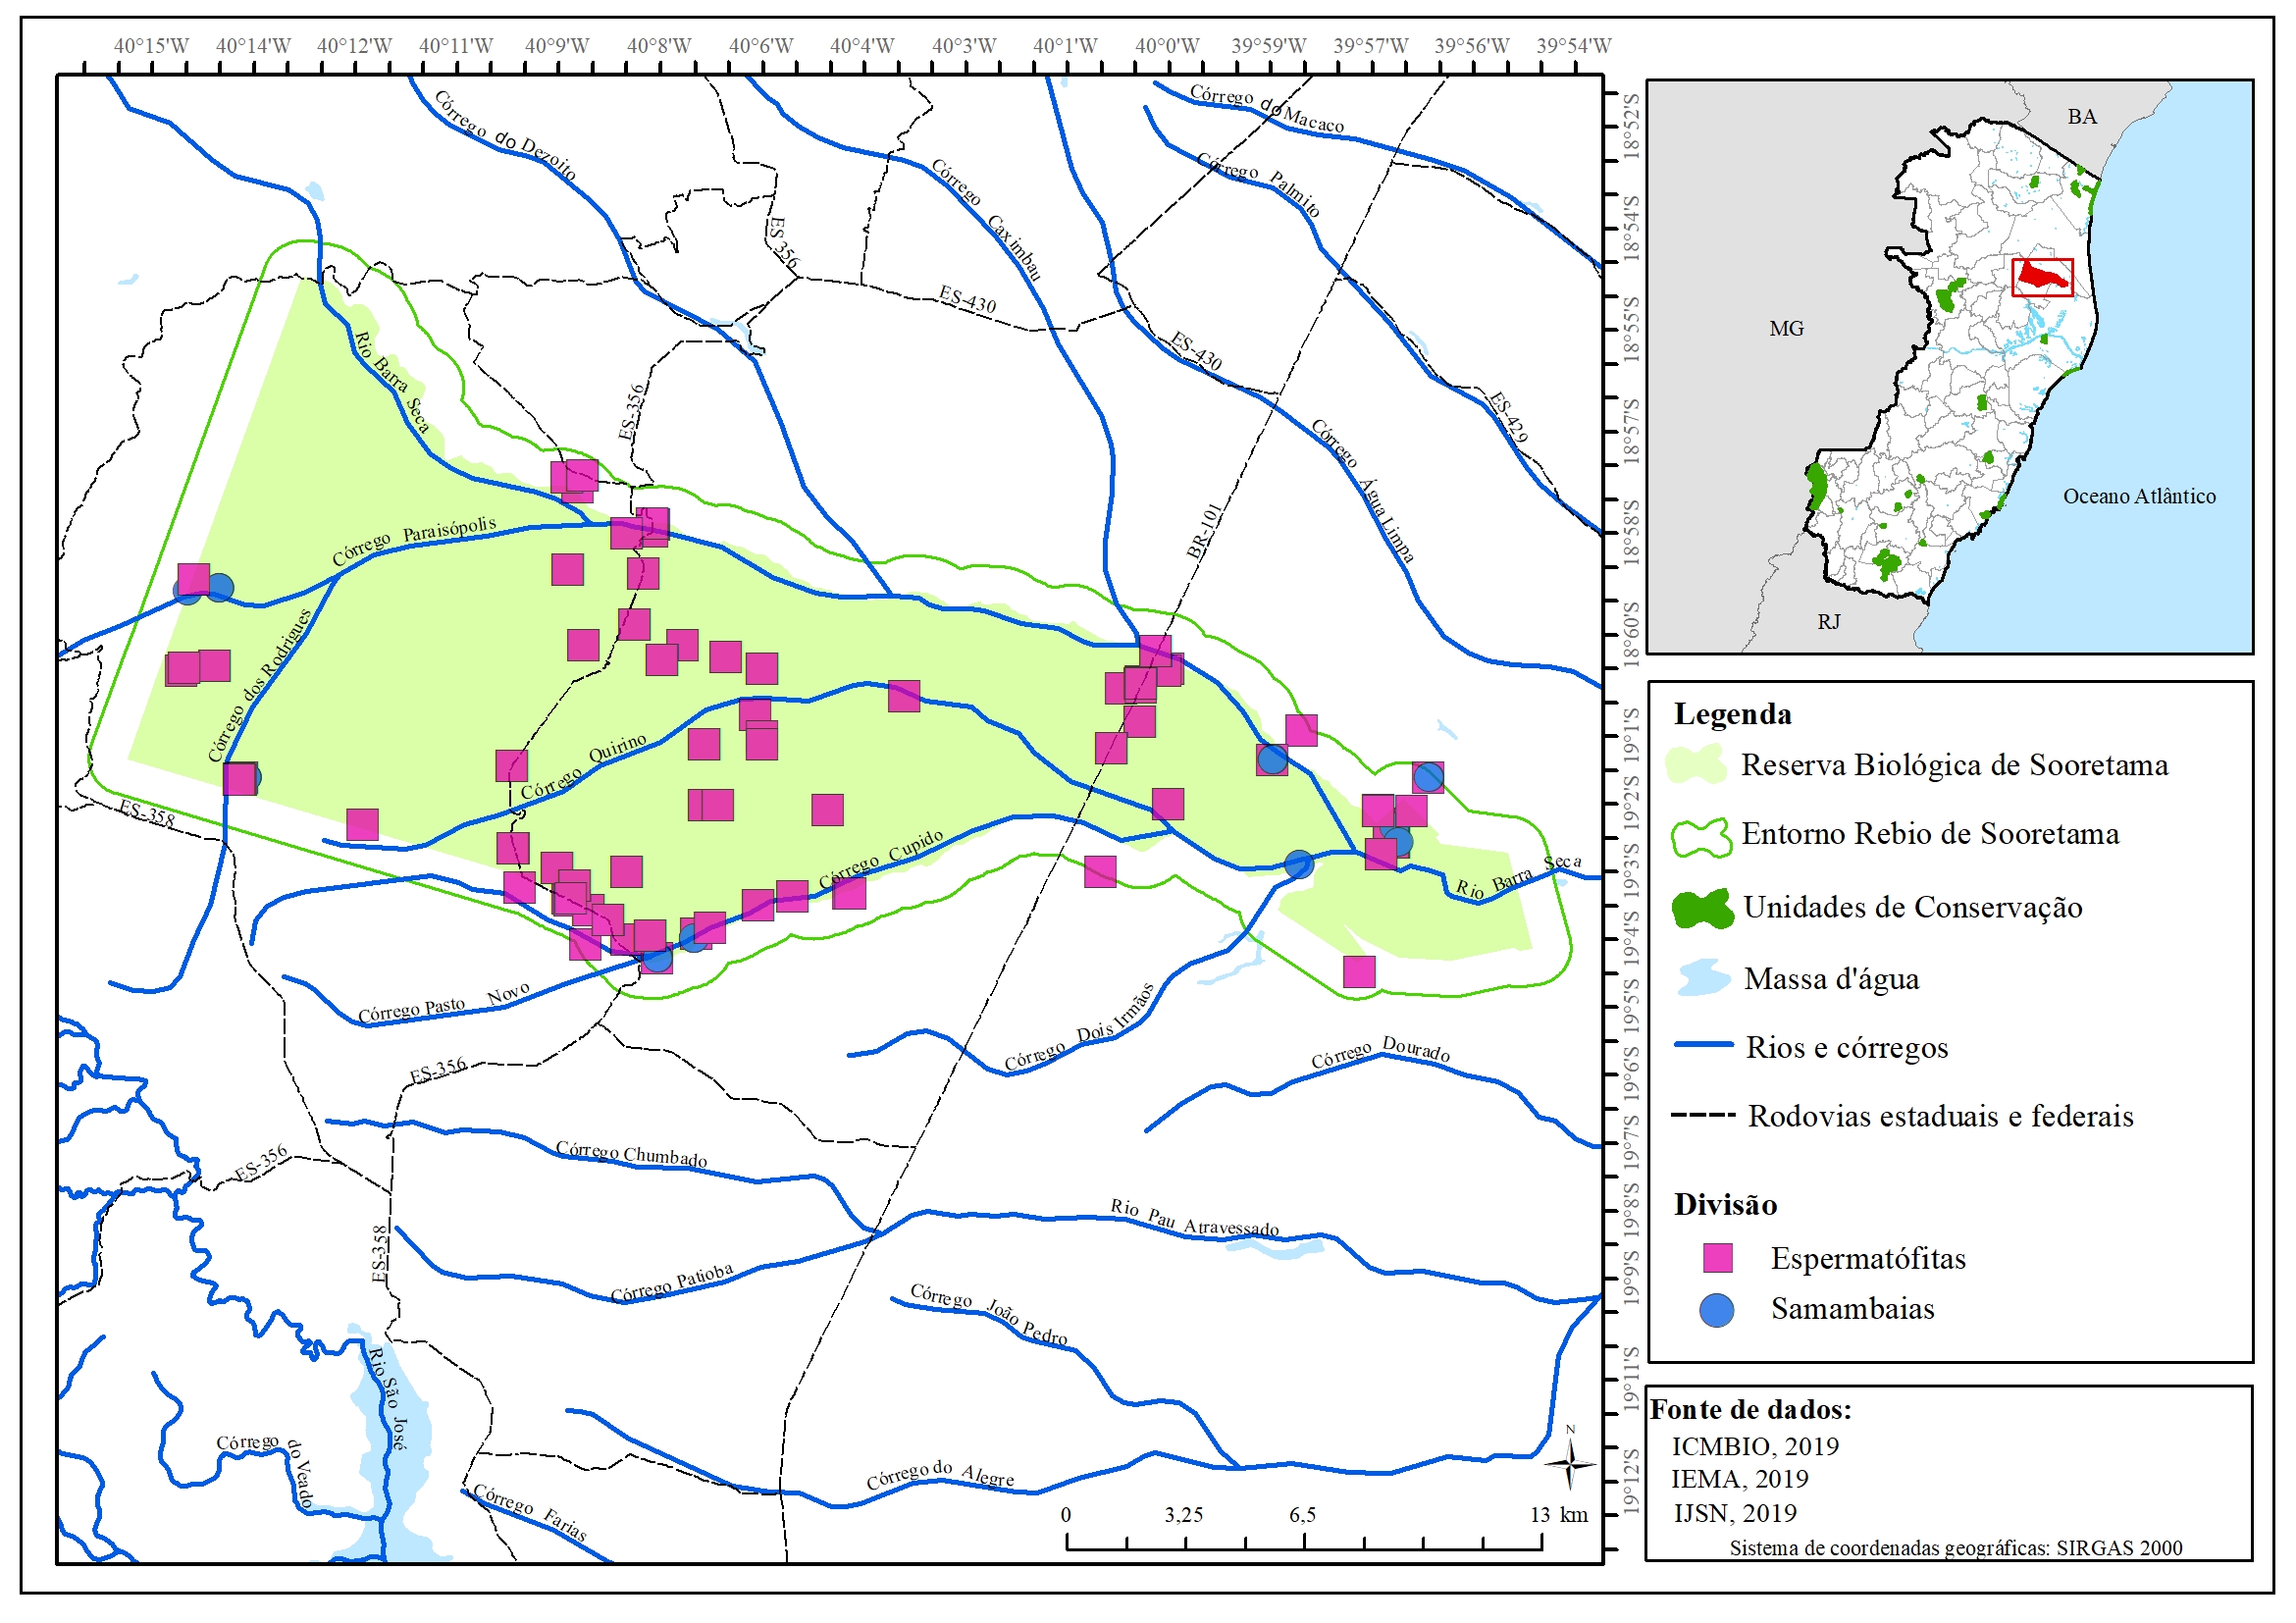 40°15'W 40°14'W 40°12'W 40°11'W 40°9'W 40°8'W 40°6'W 40°4'W 40°3'W 40°1'W 40°0'W 39°59'W 39°57'W 39°56'W 39°54'W
18°52'S
18°54'S
18°55'S
18°57'S
18°58'S
18°60'S
19°1'S
19°2'S
19°3'S
19°4'S
19°5'S
19°6'S
19°7'S
19°8'S
19°9'S
19°11'S
19°12'S
Córrego do Dezoito
Córrego do Macaco
Córrego Palmito
Córrego Caximbau
ES-356
ES-430
ES-430
ES-429
ES-356
Rio Barra Seca
Córrego Água Limpa
BR-101
Córrego Paraisópolis
Córrego dos Rodrigues
Córrego Quirino
ES-358
Córrego Cupido
Rio Barra Seca
Córrego Pasto Novo
Córrego Dois Irmãos
Córrego Dourado
ES-356
Córrego Chumbado
ES-356
ES-358
Rio Pau Atravessado
Córrego Patioba
Córrego João Pedro
Rio São José
Córrego do Veado
Córrego do Alegre
Córrego Farias
N
0 3,25 6,5 13 km
BA
MG
Oceano Atlântico
RJ
Legenda
Reserva Biológica de Sooretama
Entorno Rebio de Sooretama
Unidades de Conservação
Massa d'água
Rios e córregos
Rodovias estaduais e federais
Divisão
Espermatófitas
Samambaias
Fonte de dados:
ICMBIO, 2019
IEMA, 2019
IJSN, 2019
Sistema de coordenadas geográficas: SIRGAS 2000